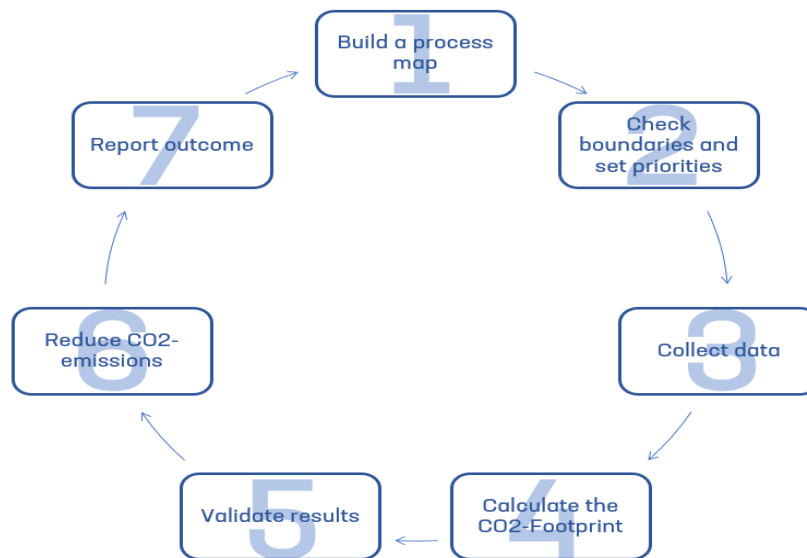 1
Build a process
map
2
Check
boundaries and
set priorities
3
Collect data
4
Calculate the
CO2-Footprint
5
Validate results
6
Reduce CO2-
emissions
7
Report outcome